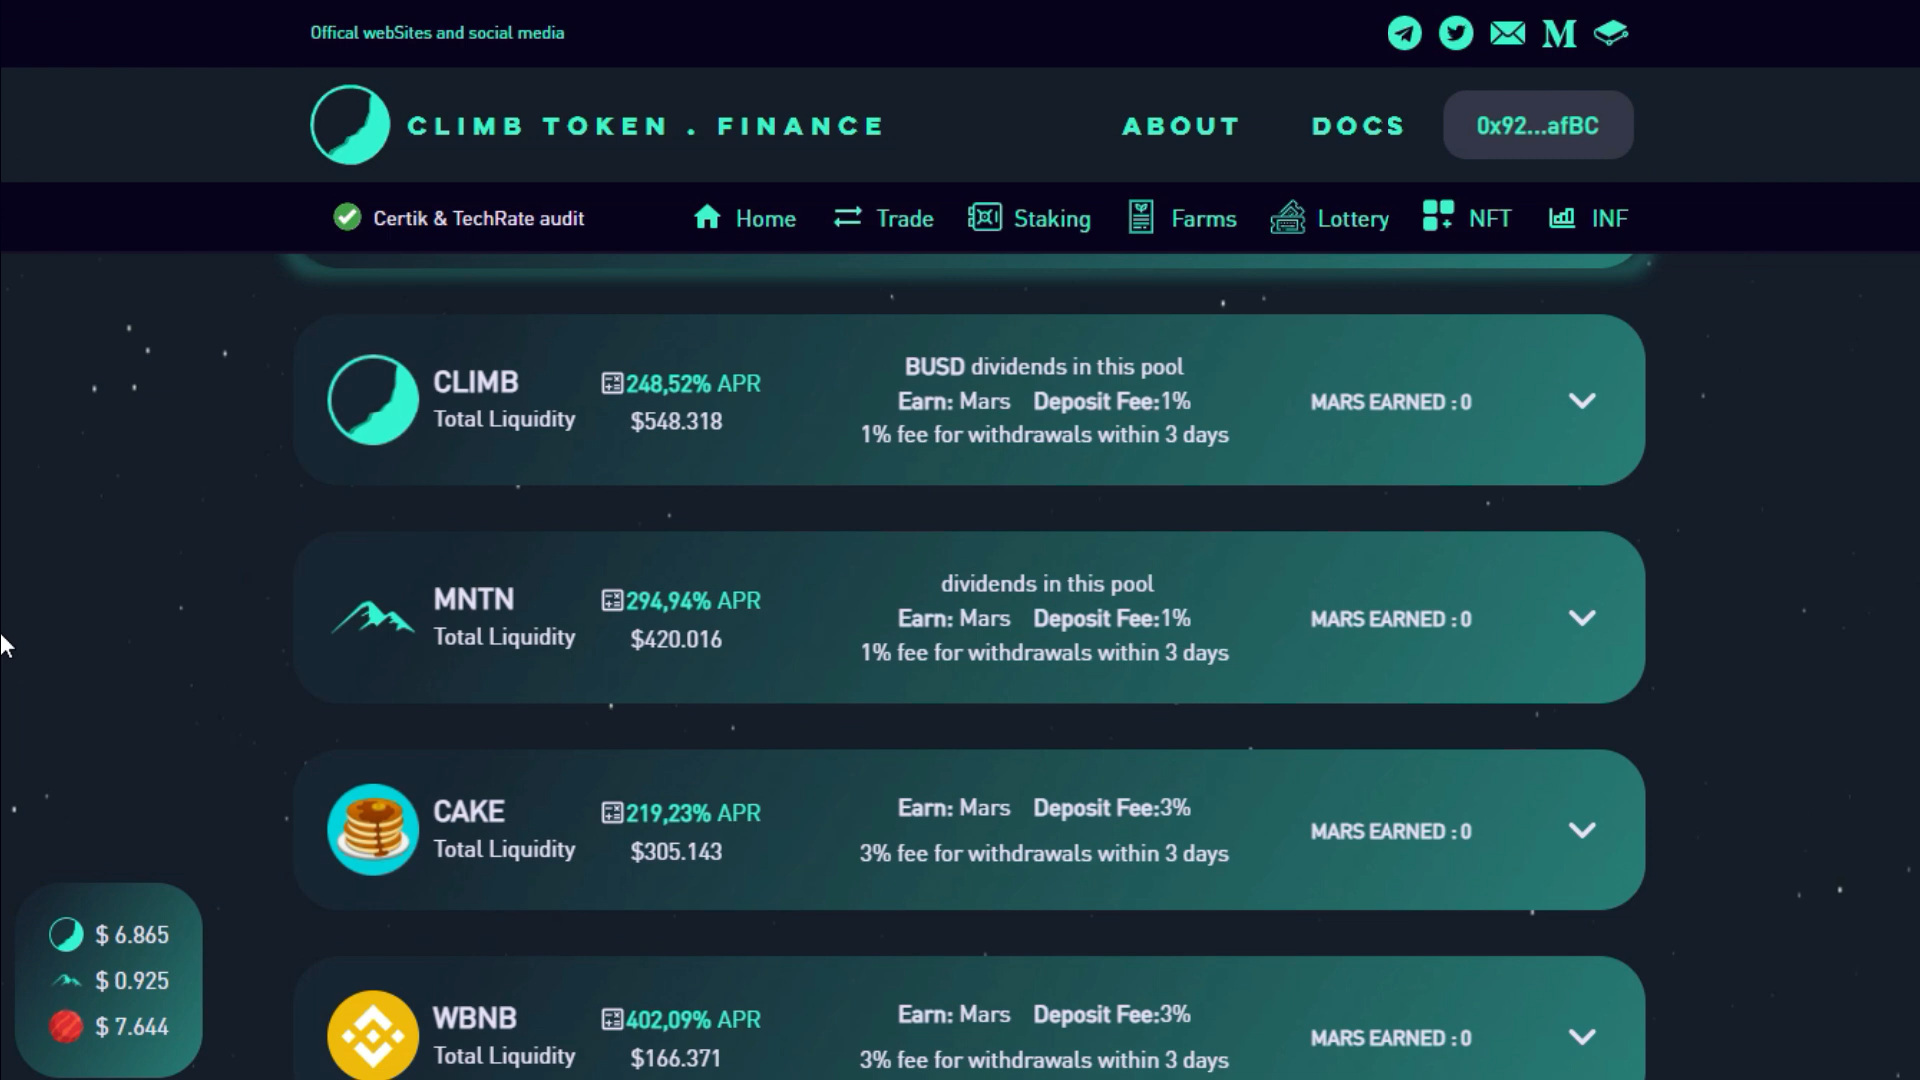 Offical webSites and social media
CLIMB TOKEN . FINANCE
ABOUT
DOCS
0x92...afBC
Certik & TechRate audit
Home
Trade
Staking
Farms
Lottery
NFT
INF
CLIMB
248,52% APR
Total Liquidity
$548.318
BUSD dividends in this pool
Earn: Mars Deposit Fee:1%
1% fee for withdrawals within 3 days
MARS EARNED : 0
MNTN
294,94% APR
Total Liquidity
$420.016
dividends in this pool
Earn: Mars Deposit Fee:1%
1% fee for withdrawals within 3 days
MARS EARNED : 0
CAKE
219,23% APR
Total Liquidity
$305.143
Earn: Mars Deposit Fee:3%
3% fee for withdrawals within 3 days
MARS EARNED : 0
WBNB
402,09% APR
Total Liquidity
$166.371
Earn: Mars Deposit Fee:3%
3% fee for withdrawals within 3 days
MARS EARNED : 0
$ 6.865
$ 0.925
$ 7.644